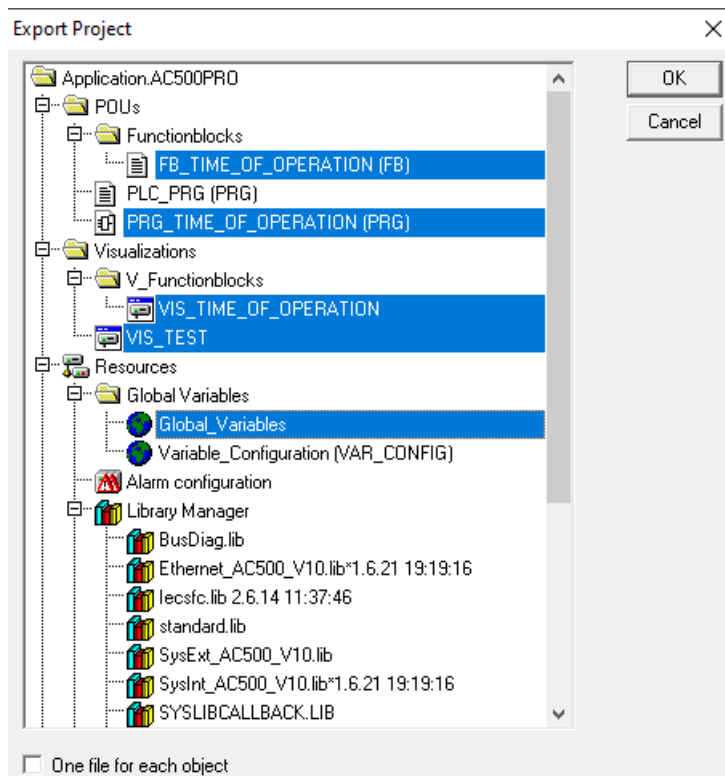 Export Project
OK
Cancel
Application.AC500PRO
POUs
Functionblocks
FB_TIME_OF_OPERATION (FB)
PLC_PRG (PRG)
PRG_TIME_OF_OPERATION (PRG)
Visualizations
V_Functionblocks
VIS_TIME_OF_OPERATION
VIS_TEST
Resources
Global Variables
Global_Variables
Variable_Configuration (VAR_CONFIG)
Alarm configuration
Library Manager
BusDiag.lib
Ethernet_AC500_V10.lib*1.6.21 19:19:16
Iecsfc.lib 2.6.14 11:37:46
standard.lib
SysExt_AC500_V10.lib
SysInt_AC500_V10.lib*1.6.21 19:19:16
SYSLIBCALLBACK.LIB
One file for each object